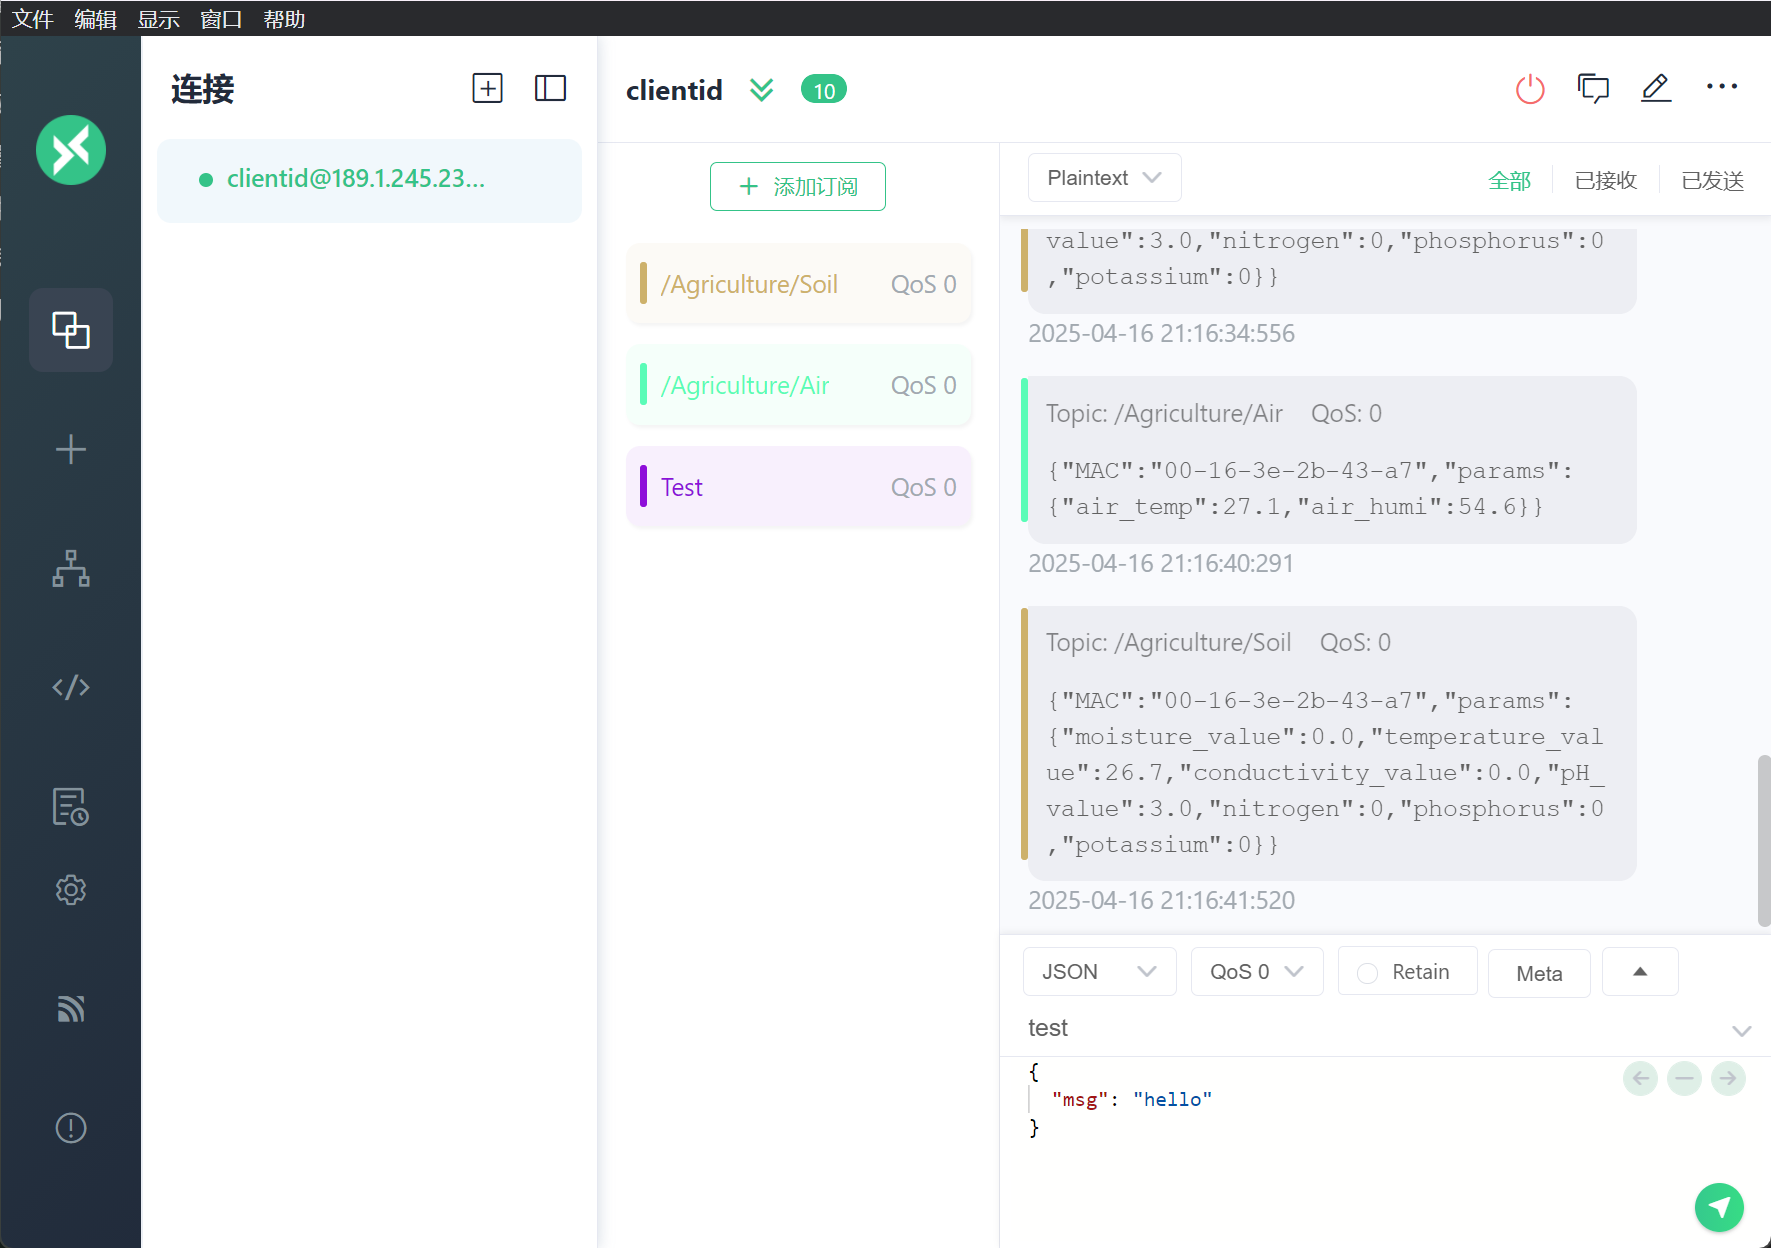 文件 编辑 显示 窗口 帮助
连接
clientid@189.1.245.23...
clientid 10
添加订阅
/Agriculture/Soil QoS 0
/Agriculture/Air QoS 0
Test QoS 0
Plaintext 全部 已接收 已发送
value":3.0,"nitrogen":0,"phosphorus":0
,"potassium":0}}
2025-04-16 21:16:34:556
Topic: /Agriculture/Air QoS: 0
{"MAC":"00-16-3e-2b-43-a7","params":
{"air_temp":27.1,"air_humi":54.6}}
2025-04-16 21:16:40:291
Topic: /Agriculture/Soil QoS: 0
{"MAC":"00-16-3e-2b-43-a7","params":
{"moisture_value":0.0,"temperature_val
ue":26.7,"conductivity_value":0.0,"pH_
value":3.0,"nitrogen":0,"phosphorus":0
,"potassium":0}}
2025-04-16 21:16:41:520
JSON QoS 0 Retain Meta
test
{
"msg": "hello"
}